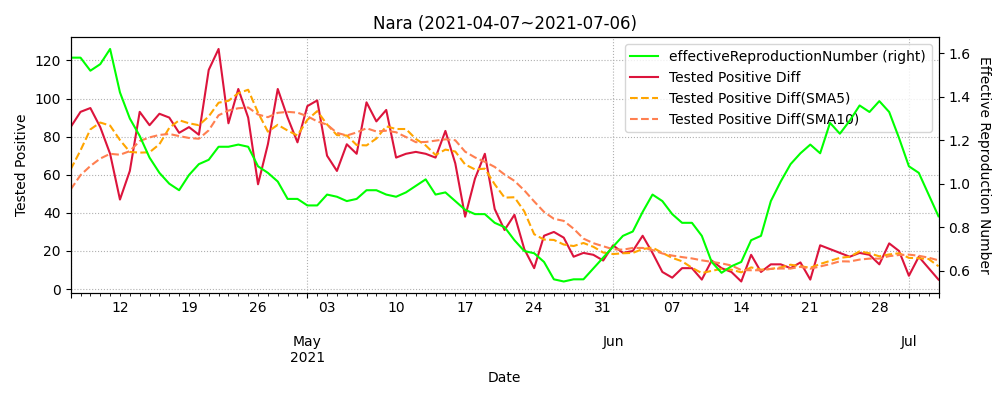 Nara (2021-04-07~2021-07-06)
effectiveReproductionNumber (right)
Tested Positive Diff
Tested Positive Diff(SMA5)
Tested Positive Diff(SMA10)
Tested Positive
120
100
80
60
40
20
0
1.6
1.4
1.2
1.0
0.8
0.6
Effective Reproduction Number
12 19 26 03 10 17 24 31 07 14 21 28
May Jun Jul
2021
Date